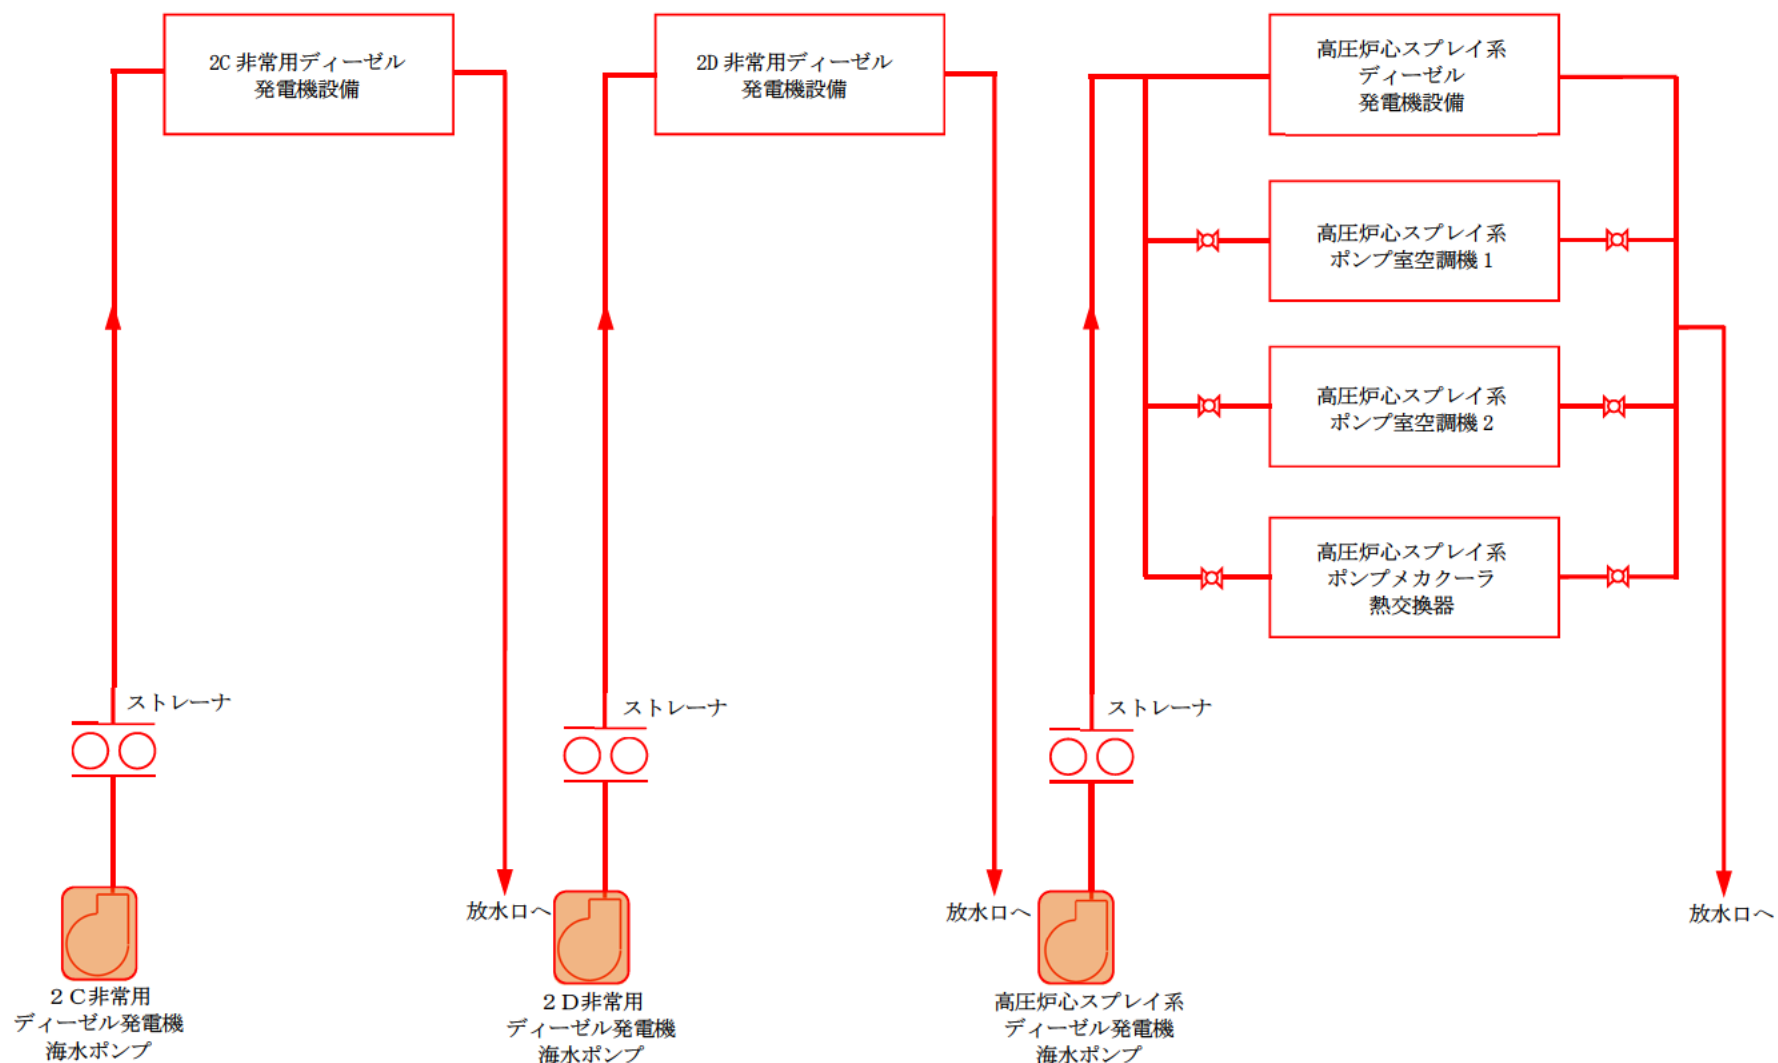 2C 非常用ディーゼル
発電機設備
2D 非常用ディーゼル
発電機設備
高圧炉心スプレイ系
ディーゼル
発電機設備
高圧炉心スプレイ系
ポンプ室空調機 1
高圧炉心スプレイ系
ポンプ室空調機 2
高圧炉心スプレイ系
ポンプメカクーラ
熱交換器
ストレーナ
ストレーナ
ストレーナ
放水口へ
放水口へ
放水口へ
２Ｃ非常用
ディーゼル発電機
海水ポンプ
２Ｄ非常用
ディーゼル発電機
海水ポンプ
高圧炉心スプレイ系
ディーゼル発電機
海水ポンプ